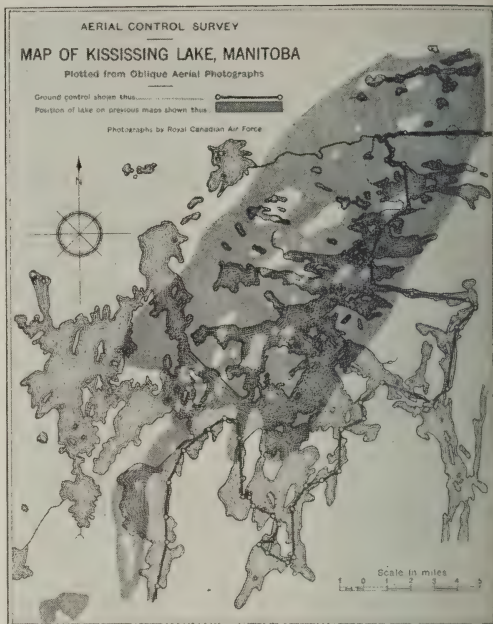 AERIAL CONTROL SURVEY
MAP OF KISSISSING LAKE, MANITOBA
Plotted from Oblique Aerial Photographs
Ground control shown thus
Position of lake on previous maps shown thus
Photographs by Royal Canadian Air Force
N
Scale in miles
1 0 1 2 3 4 5